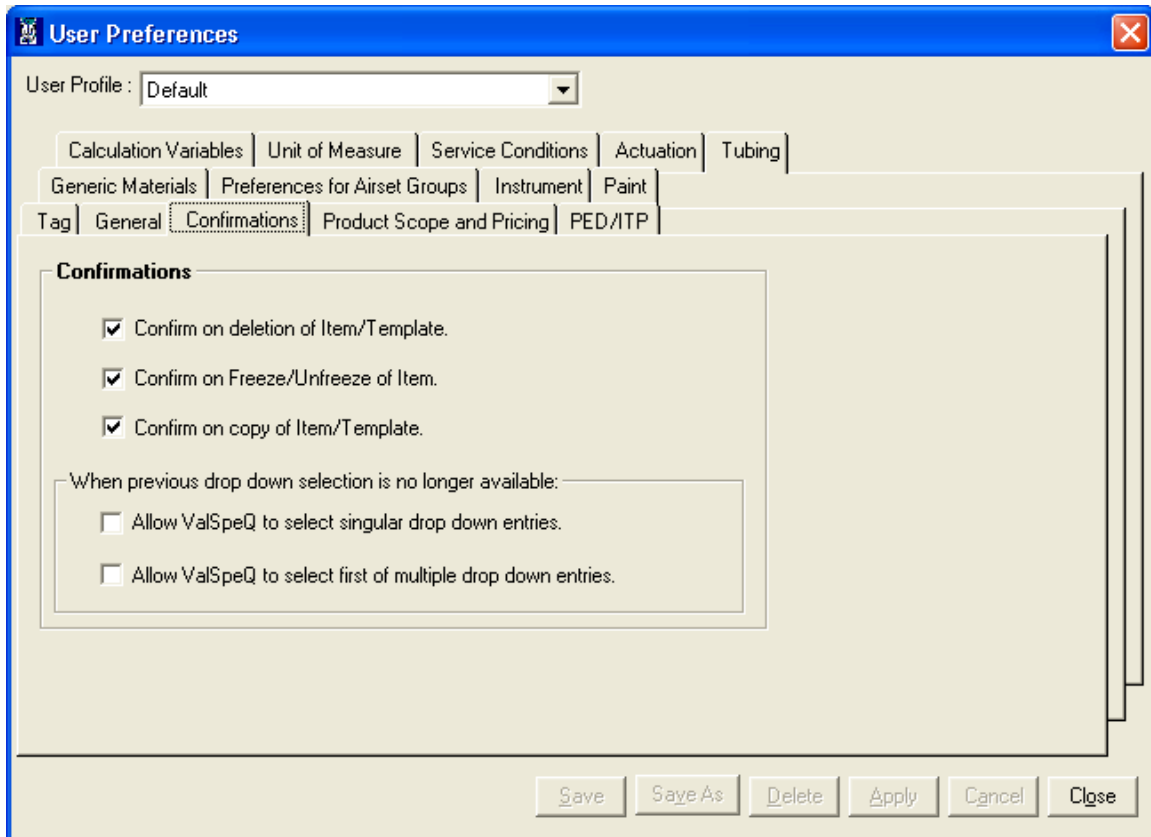 User Preferences
User Profile : Default
Calculation Variables Unit of Measure Service Conditions Actuation Tubing
Generic Materials Preferences for Airset Groups Instrument Paint
Tag General Confirmations Product Scope and Pricing PED/ITP
Confirmations
Confirm on deletion of Item/Template.
Confirm on Freeze/Unfreeze of Item.
Confirm on copy of Item/Template.
When previous drop down selection is no longer available:
Allow ValSpeQ to select singular drop down entries.
Allow ValSpeQ to select first of multiple drop down entries.
Save Save As Delete Apply Cancel Close